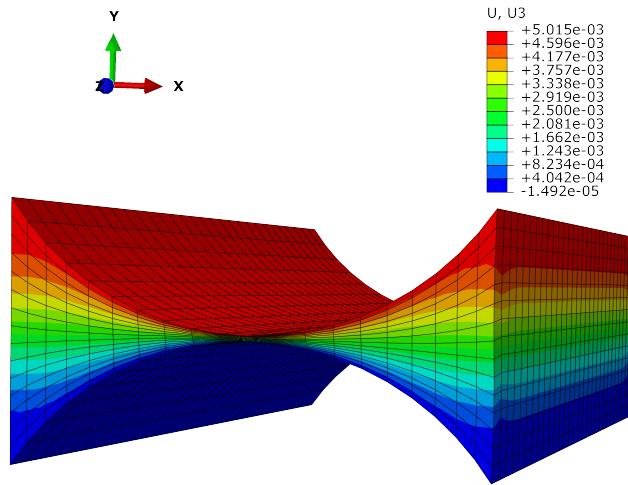 Y
Z
X
U, U3
+5.015e-03
+4.596e-03
+4.177e-03
+3.757e-03
+3.338e-03
+2.919e-03
+2.500e-03
+2.081e-03
+1.662e-03
+1.243e-03
+8.234e-04
+4.042e-04
-1.492e-05